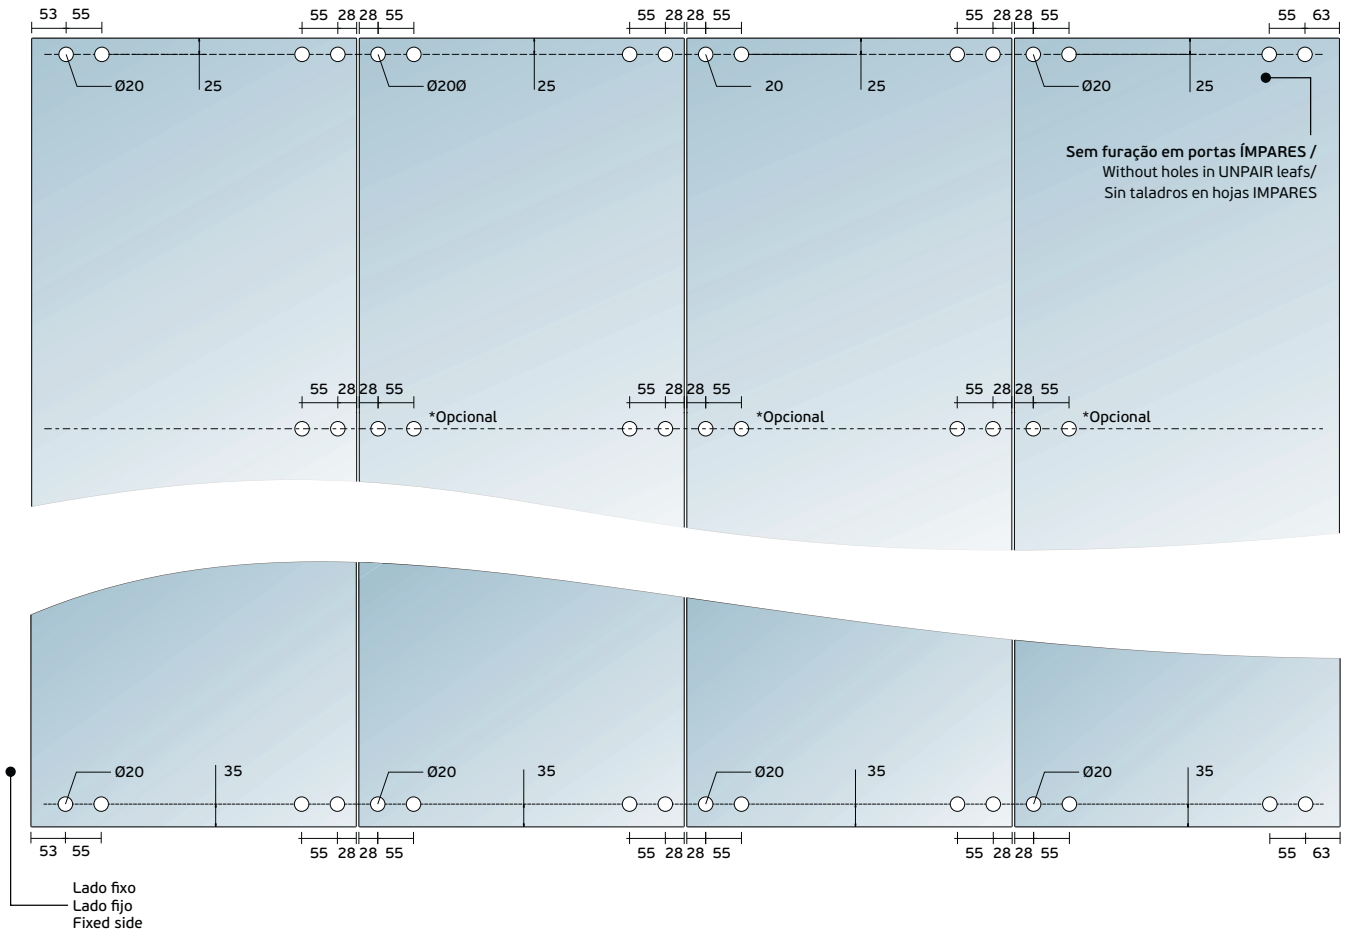 53 55 55 28 28 55 55 28 28 55 55 28 28 55 55 63
Ø20 25 Ø20Ø 25 20 25 Ø20 25
Sem furação em portas ÍMPARES /
Without holes in UNPAIR leafs/
Sin taladros en hojas IMPARES
55 28 28 55 55 28 28 55 55 28 28 55
*Opcional *Opcional *Opcional
Ø20 35 Ø20 35 Ø20 35 Ø20 35
53 55 55 28 28 55 55 28 28 55 55 28 28 55 55 63
Lado fixo
Lado fijo
Fixed side